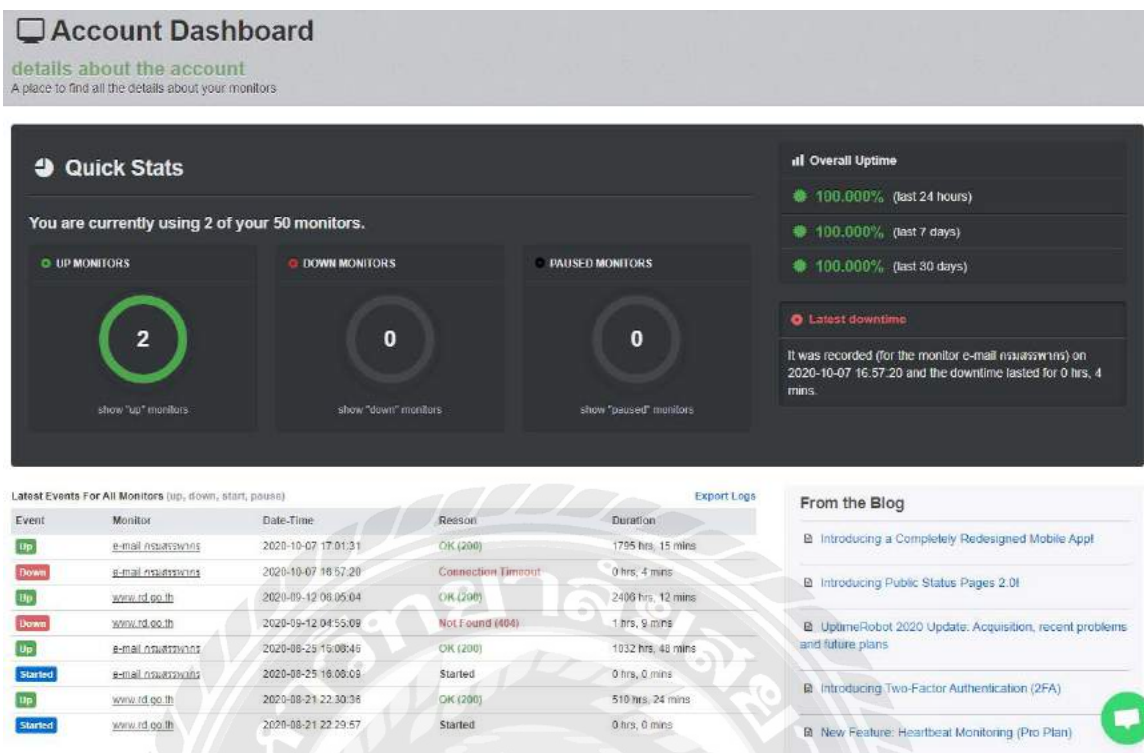 Account Dashboard
details about the account
A place to find all the details about your monitors
Quick Stats
You are currently using 2 of your 50 monitors.
UP MONITORS
2
show "up" monitors
DOWN MONITORS
0
show "down" monitors
PAUSED MONITORS
0
show "paused" monitors
Overall Uptime
100.000% (last 24 hours)
100.000% (last 7 days)
100.000% (last 30 days)
Latest downtime
It was recorded (for the monitor e-mail กรมสรรพากร) on
2020-10-07 16:57:20 and the downtime lasted for 0 hrs, 4
mins.
Latest Events For All Monitors (up, down, start, pause)
Export Logs
Event Monitor Date-Time Reason Duration
Up e-mail กรมสรรพากร 2020-10-07 17:01:31 OK (200) 1795 hrs, 15 mins
Down e-mail กรมสรรพากร 2020-10-07 16:57:20 Connection Timeout 0 hrs, 4 mins
Up www.rd.go.th 2020-09-12 06:05:04 OK (200) 2406 hrs, 12 mins
Down www.rd.go.th 2020-09-12 04:55:09 Not Found (404) 1 hrs, 9 mins
Up e-mail กรมสรรพากร 2020-08-25 16:08:46 OK (200) 1032 hrs, 48 mins
Started e-mail กรมสรรพากร 2020-08-25 16:08:09 Started 0 hrs, 0 mins
Up www.rd.go.th 2020-08-21 22:30:36 OK (200) 510 hrs, 24 mins
Started www.rd.go.th 2020-08-21 22:29:57 Started 0 hrs, 0 mins
From the Blog
Introducing a Completely Redesigned Mobile App!
Introducing Public Status Pages 2.0!
UptimeRobot 2020 Update: Acquisition, recent problems
and future plans
Introducing Two-Factor Authentication (2FA)
New Feature: Heartbeat Monitoring (Pro Plan)